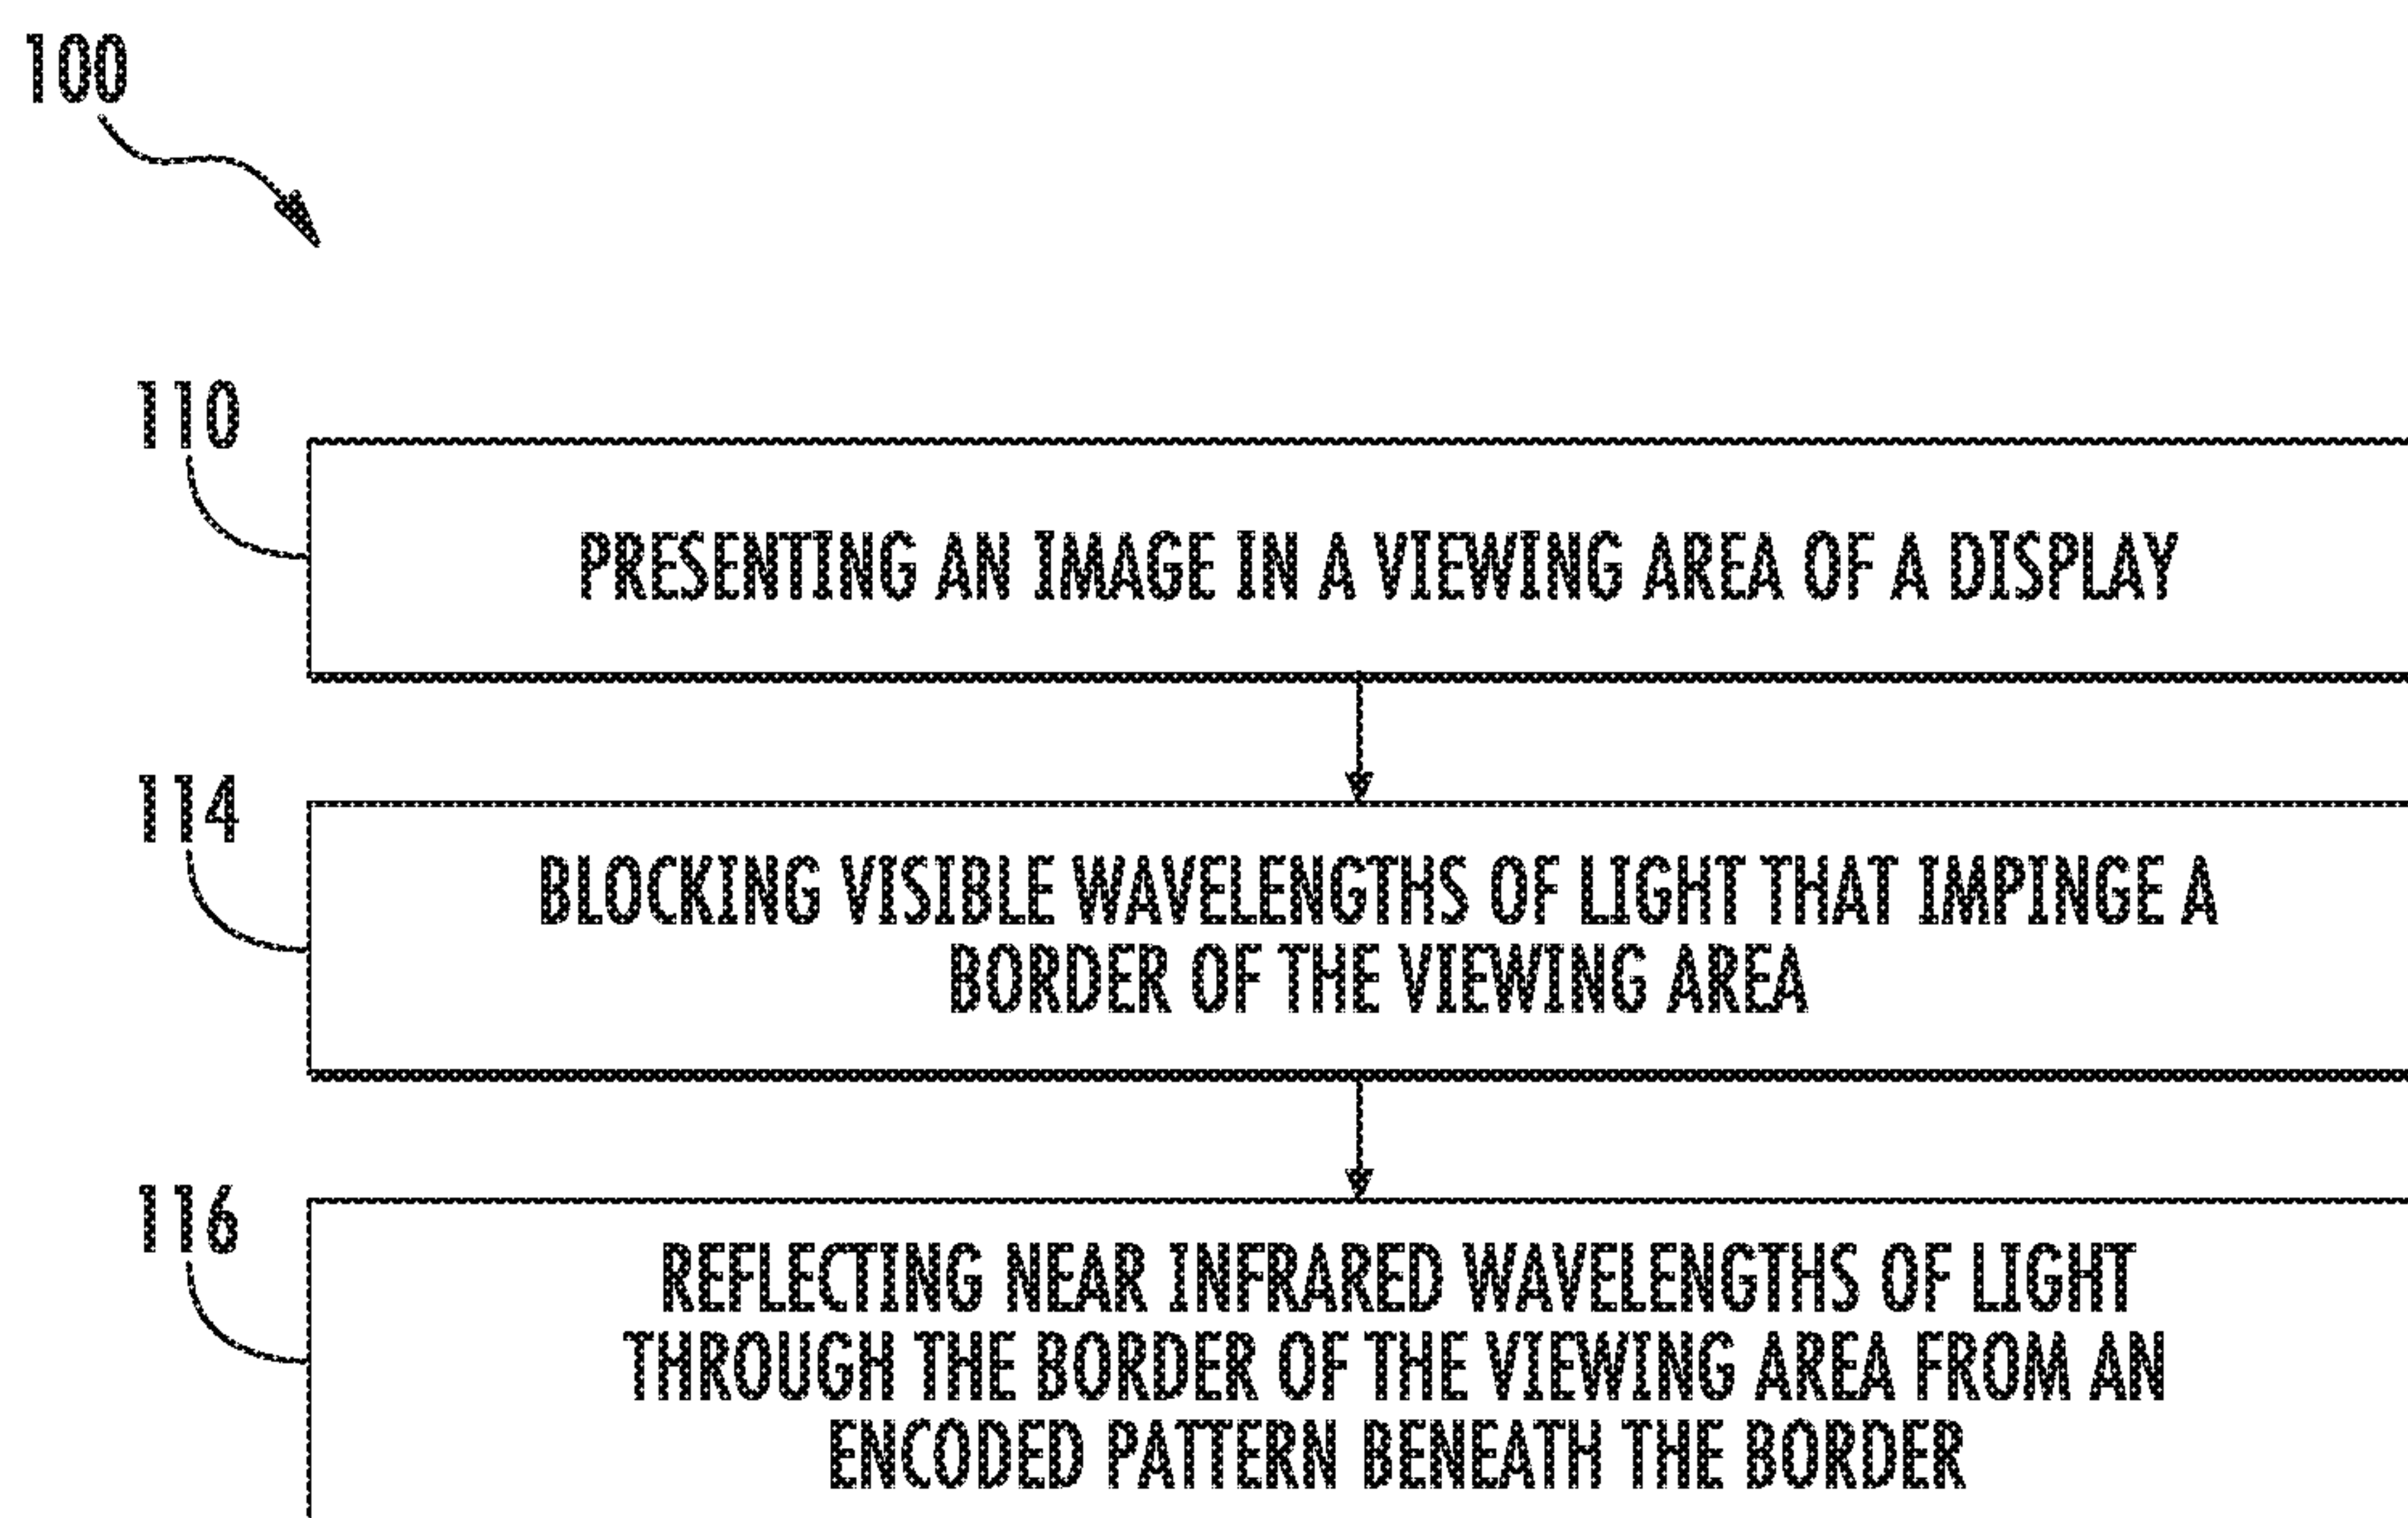 100
110
PRESENTING AN IMAGE IN A VIEWING AREA OF A DISPLAY
114
BLOCKING VISIBLE WAVELENGTHS OF LIGHT THAT IMPINGE A
BORDER OF THE VIEWING AREA
116
REFLECTING NEAR INFRARED WAVELENGTHS OF LIGHT
THROUGH THE BORDER OF THE VIEWING AREA FROM AN
ENCODED PATTERN BENEATH THE BORDER